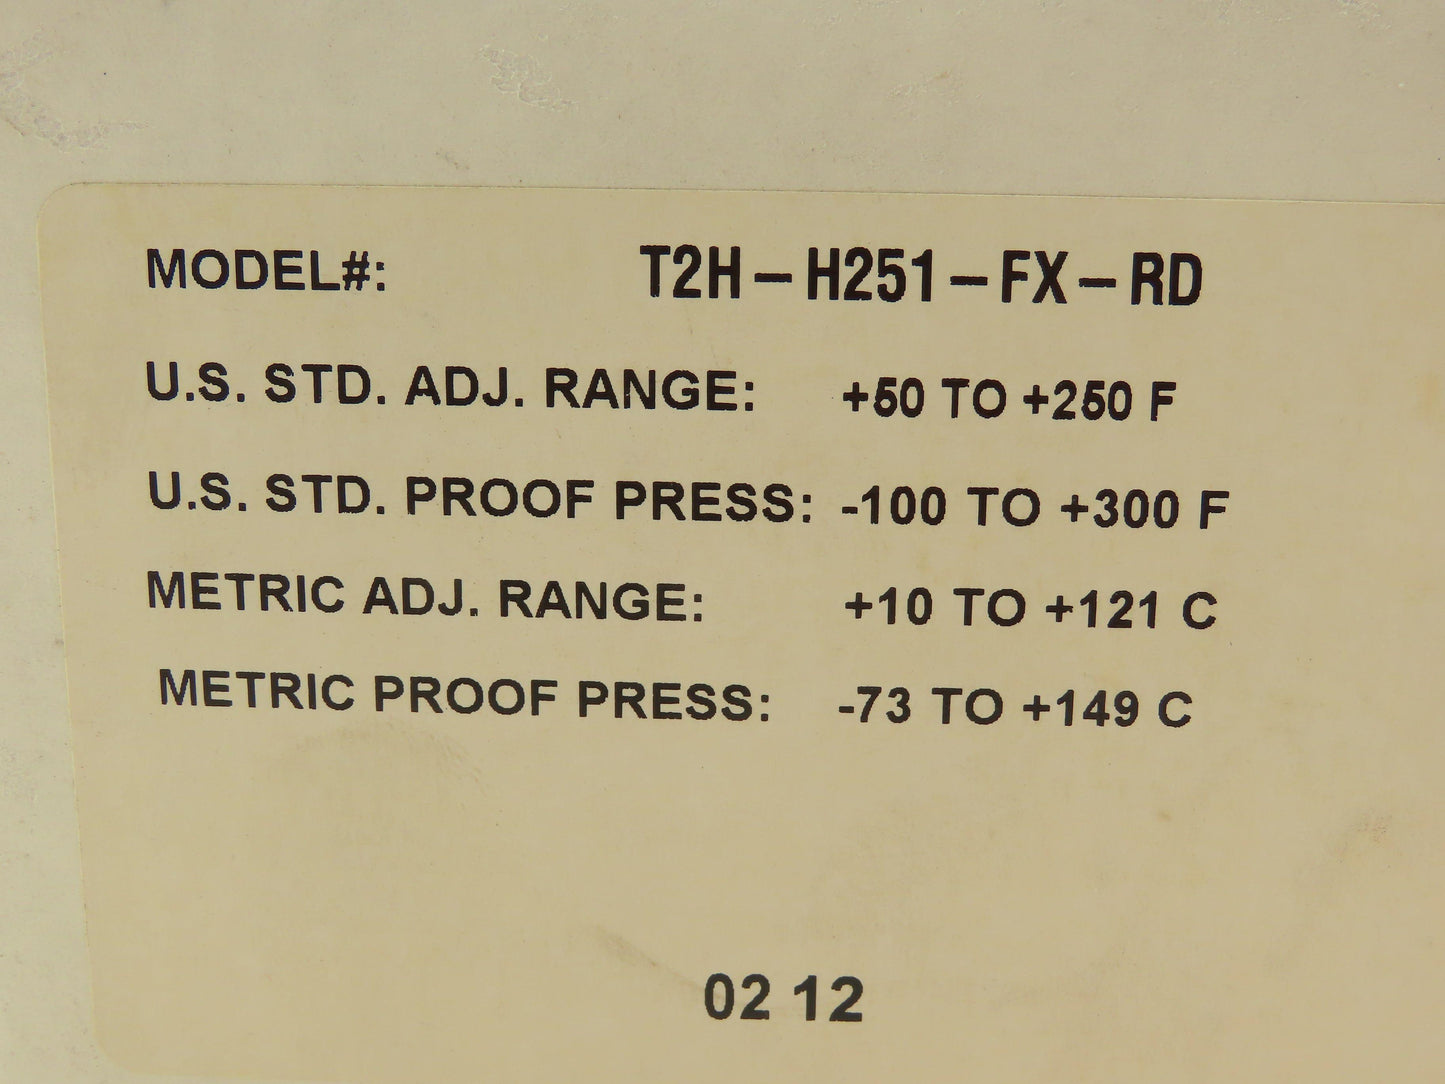 MODEL#: T2H-H251-FX-RD
U.S. STD. ADJ. RANGE: +50 TO +250 F
U.S. STD. PROOF PRESS: -100 TO +300 F
METRIC ADJ. RANGE: +10 TO +121 C
METRIC PROOF PRESS: -73 TO +149 C
02 12